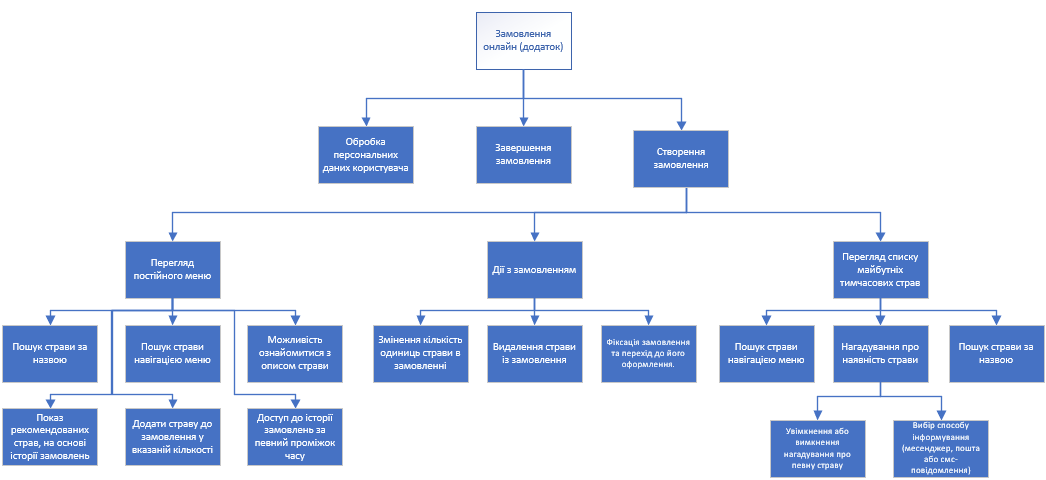 Замовлення
онлайн (додаток)
Обробка
персональних
даних користувача
Завершення
замовлення
Створення
замовлення
Перегляд
постійного меню
Дії з замовленням
Перегляд списку
майбутніх
тимчасових страв
Пошук страви за
назвою
Пошук страви
навігацією меню
Можливість
ознайомитися з
описом страви
Змінення кількість
одиниць страви в
замовленні
Видалення страви
із замовлення
Фіксація замовлення
та перехід до його
оформлення.
Пошук страви
навігацією меню
Нагадування про
наявність страви
Пошук страви за
назвою
Показ
рекомендованих
страв, на основі
історії замовлень
Додати страву до
замовлення у
вказаній кількості
Доступ до історії
замовлень за
певний проміжок
часу
Увімкнення або
вимкнення
нагадування про
певну страву
Вибір способу
інформування
(месенджер, пошта
або смс-
повідомлення)